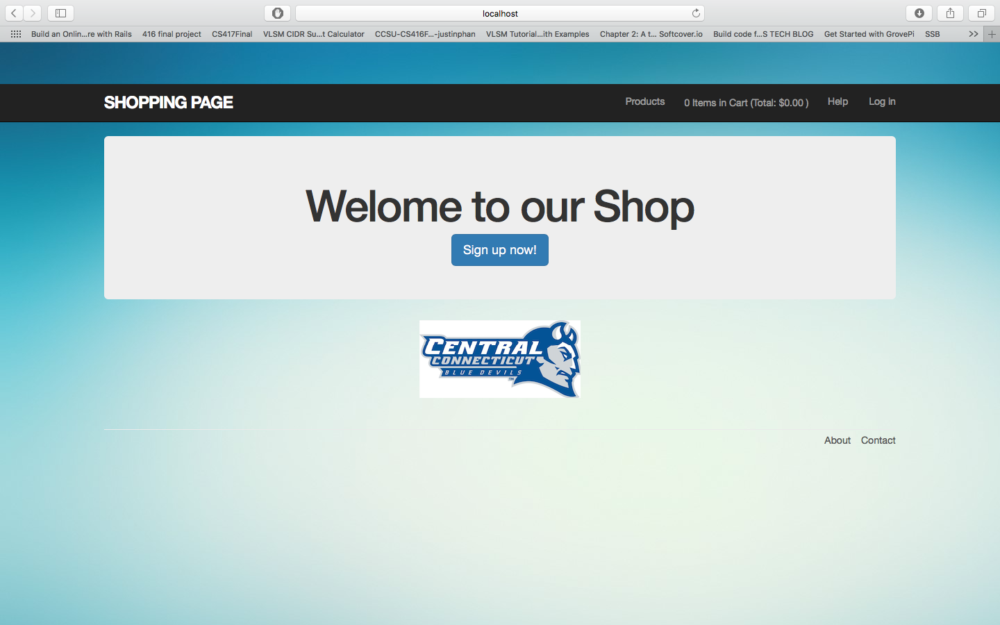 localhost
Build an Onlin...re with Rails 416 final project CS417Final VLSM CIDR Su...t Calculator CCSU-CS416F...-justinphan VLSM Tutorial...ith Examples Chapter 2: A t... Softcover.io Build code f...S TECH BLOG Get Started with GrovePi SSB
SHOPPING PAGE Products 0 Items in Cart (Total: $0.00 ) Help Log in
Welome to our Shop
Sign up now!
CENTRAL
CONNECTICUT
BLUE DEVILS
TM
About Contact